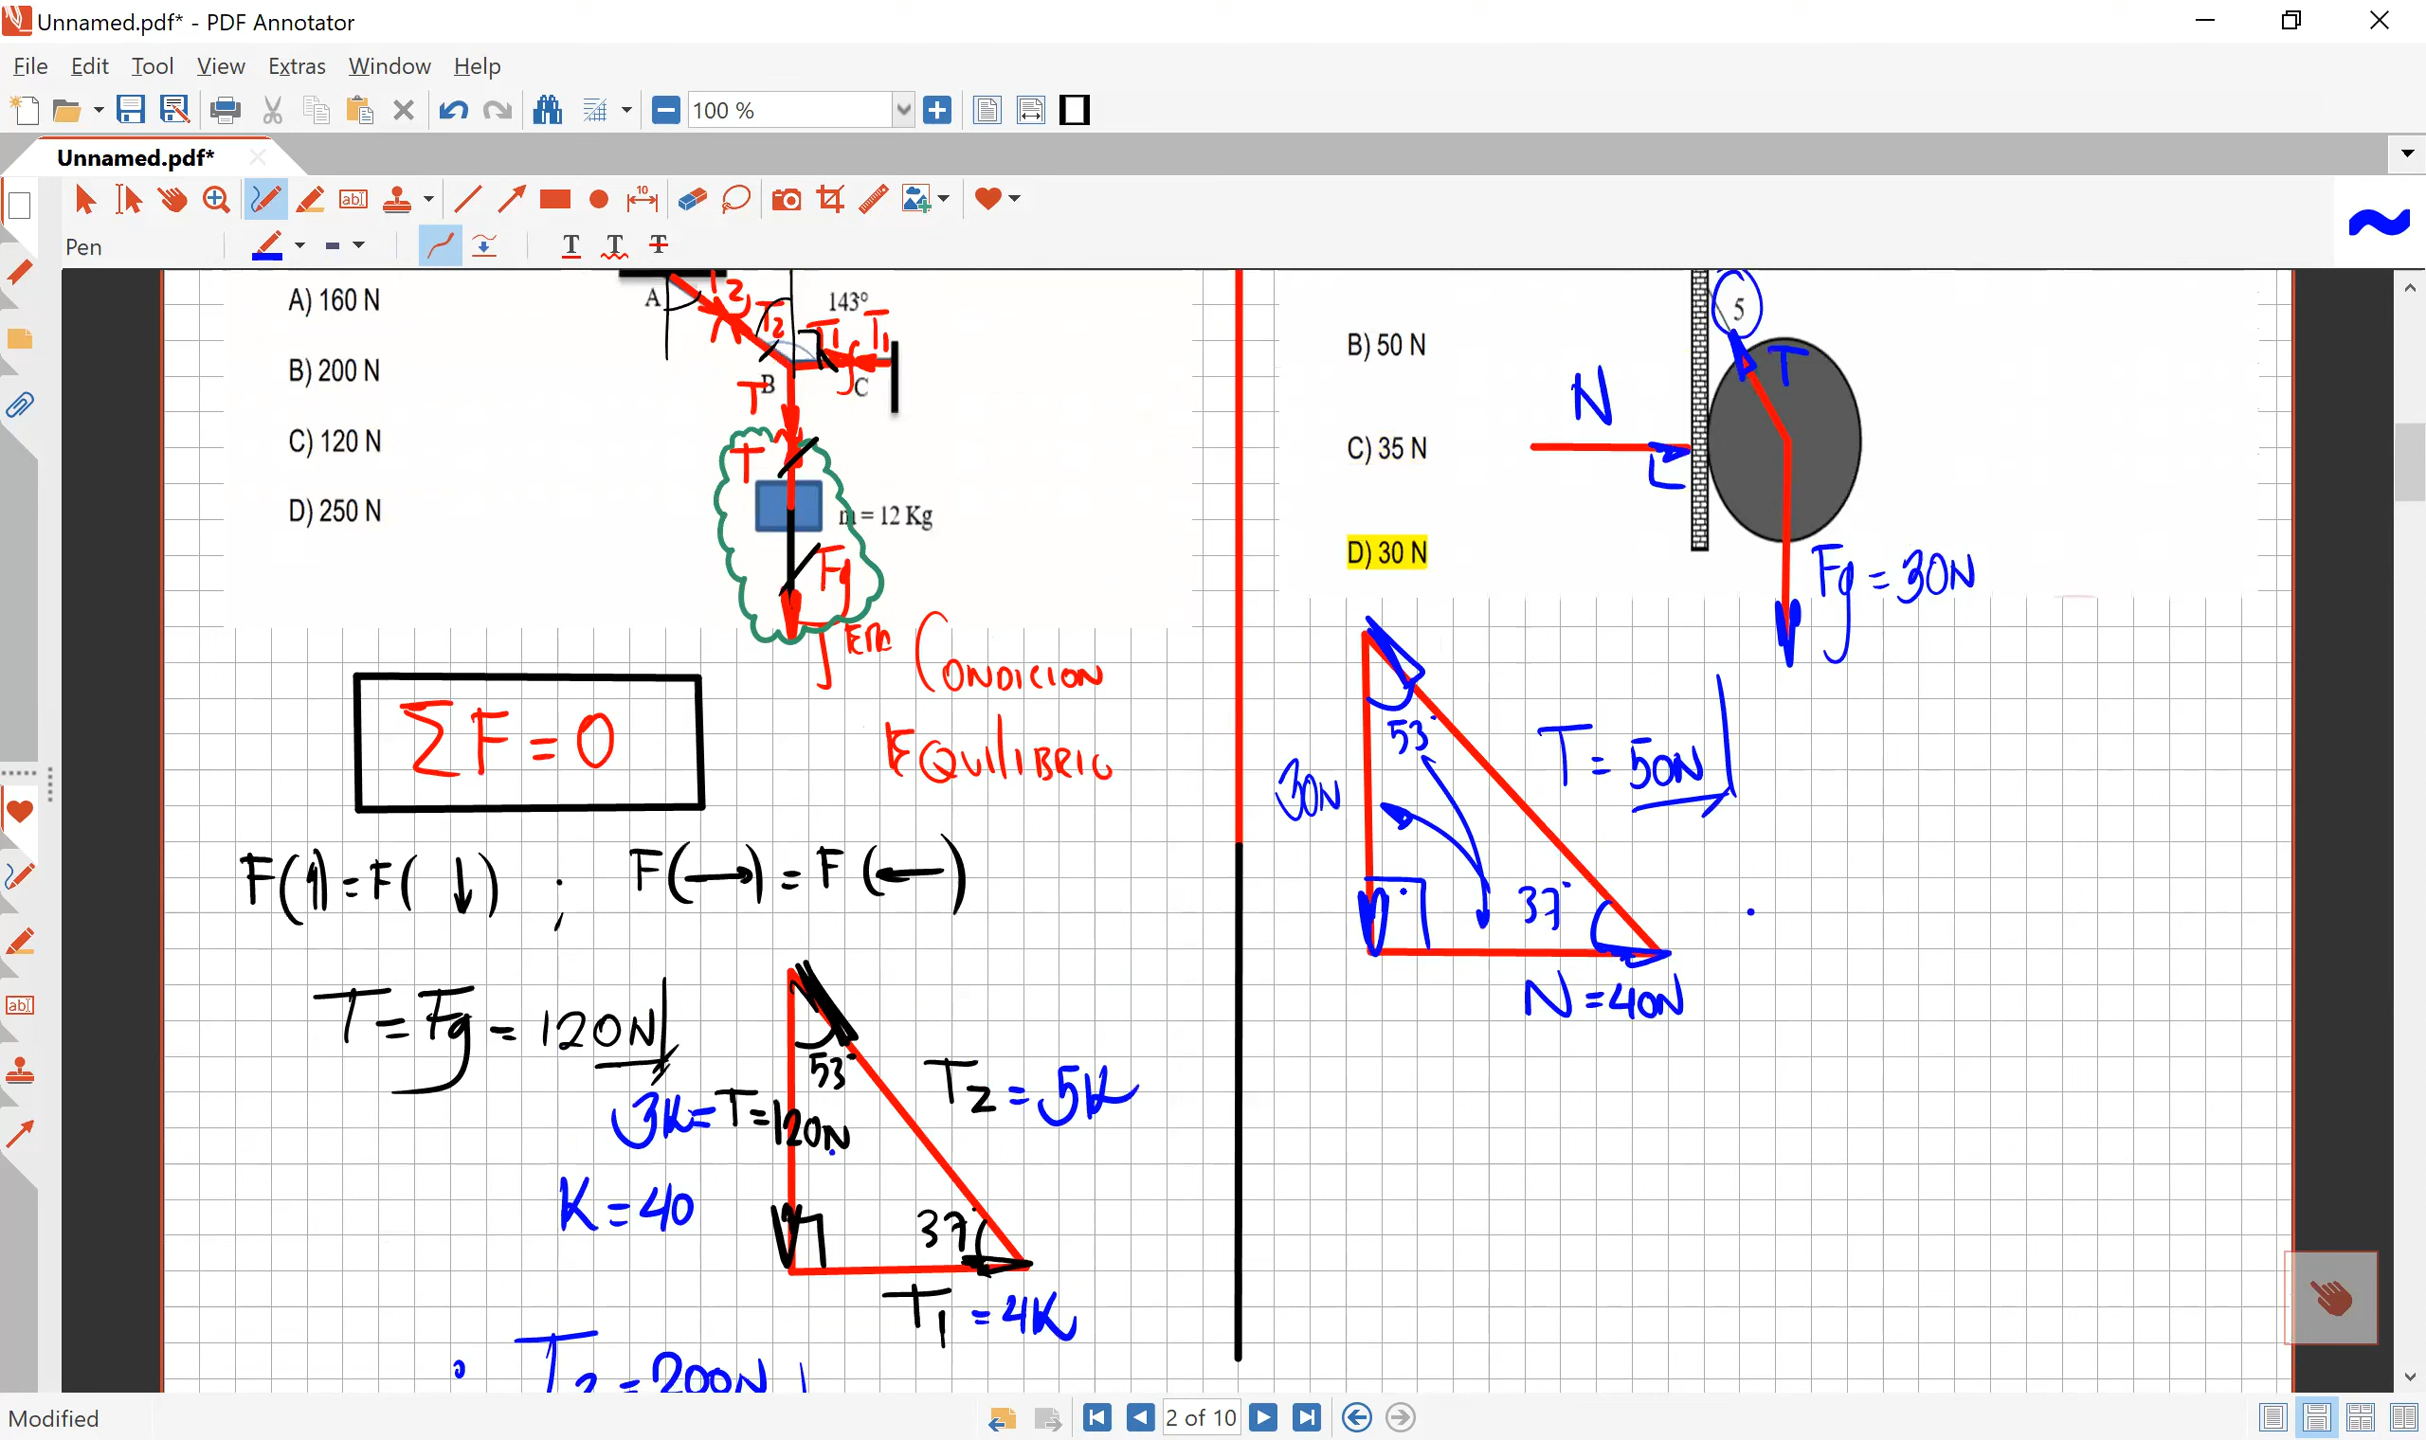 Unnamed.pdf* - PDF Annotator
File Edit Tool View Extras Window Help
100 %
Unnamed.pdf*
Pen
A) 160 N
B) 200 N
C) 120 N
D) 250 N
A
T2
T2
143°
T1
T1
B
C
T
T
m = 12 Kg
Fg
1ERA CONDICION
EQUILIBRIO
ΣF = 0
F(↑) = F(↓) ; F(→) = F(←)
T = Fg = 120N
53°
T2 = 5K
3K = T = 120N
K = 40
37°
T1 = 4K
T2 = 200N
5
B) 50 N
C) 35 N
D) 30 N
N
T
Fg = 30N
53°
T = 50N
30N
37°
N = 40N
Modified
2 of 10